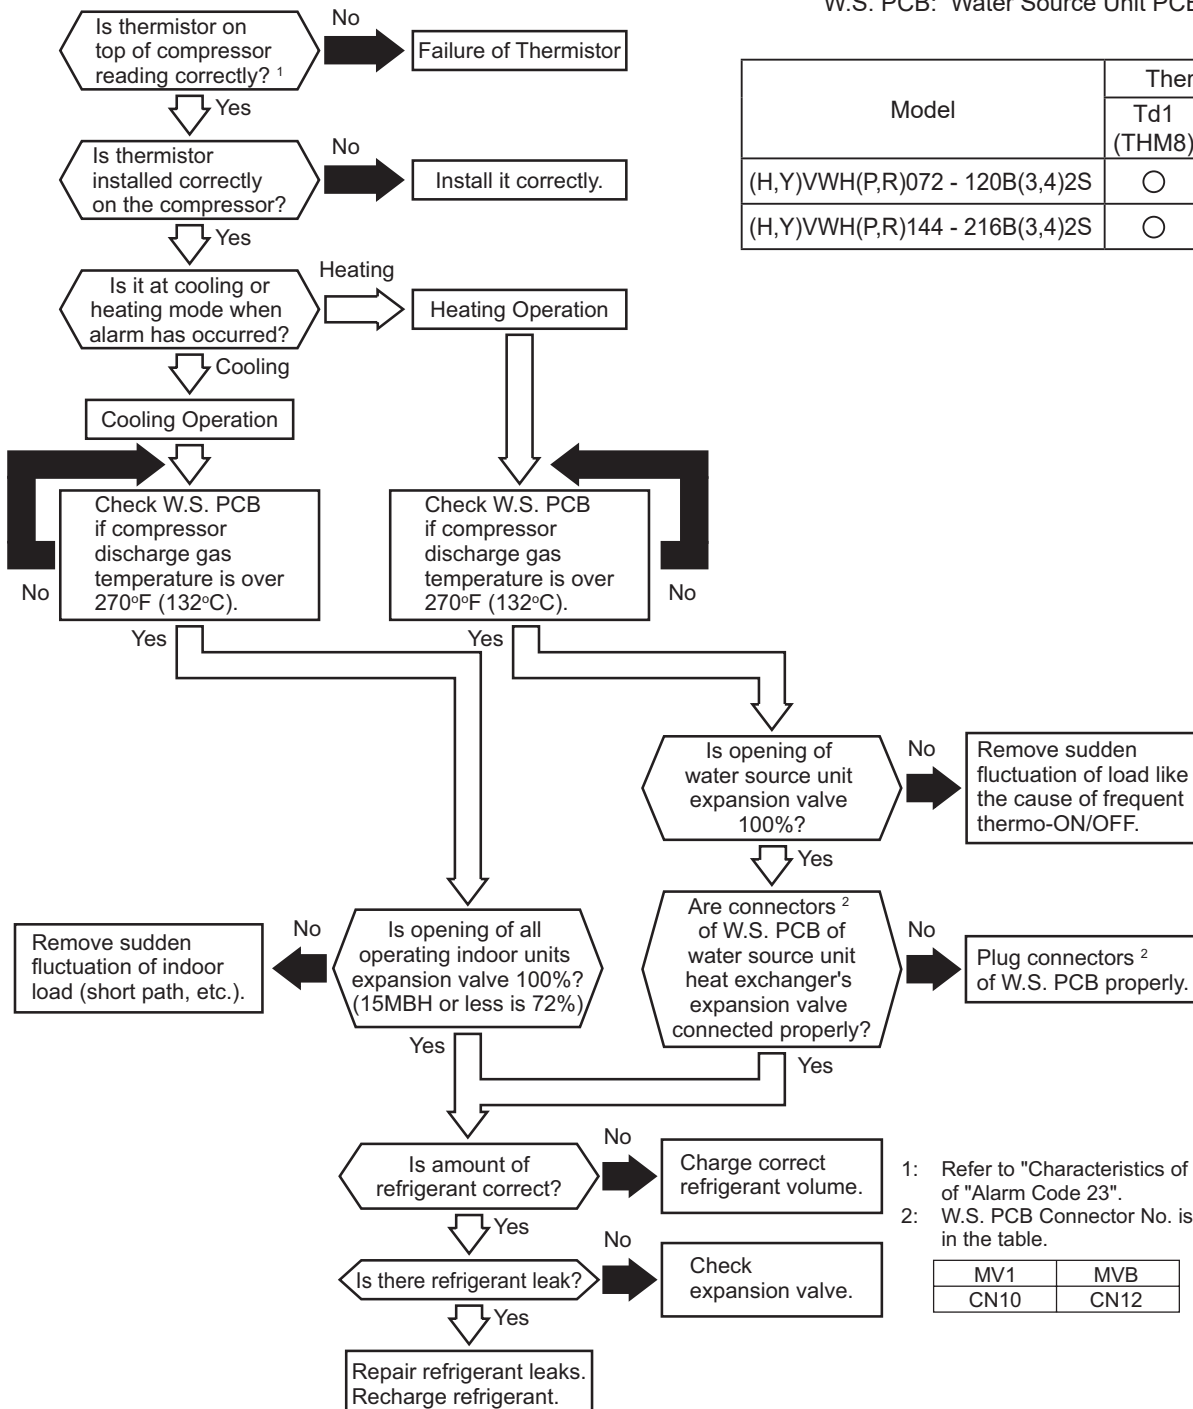 W.S. PCB: Water Source Unit PCB
Is thermistor on
top of compressor
reading correctly? 1
No
Failure of Thermistor
Yes
Is thermistor
installed correctly
on the compressor?
No
Install it correctly.
Yes
Is it at cooling or
heating mode when
alarm has occurred?
Heating
Heating Operation
Cooling
Cooling Operation
Model
Td1
(THM8)
(H,Y)VWH(P,R)072 - 120B(3,4)2S ○
(H,Y)VWH(P,R)144 - 216B(3,4)2S ○
Check W.S. PCB
if compressor
discharge gas
temperature is over
270°F (132°C).
No
Yes
Check W.S. PCB
if compressor
discharge gas
temperature is over
270°F (132°C).
No
Yes
Is opening of
water source unit
expansion valve
100%?
No
Remove sudden
fluctuation of load like
the cause of frequent
thermo-ON/OFF.
Yes
Are connectors 2
of W.S. PCB of
water source unit
heat exchanger's
expansion valve
connected properly?
No
Plug connectors 2
of W.S. PCB properly.
Yes
Is opening of all
operating indoor units
expansion valve 100%?
(15MBH or less is 72%)
No
Remove sudden
fluctuation of indoor
load (short path, etc.).
Yes
Is amount of
refrigerant correct?
No
Charge correct
refrigerant volume.
Yes
Is there refrigerant leak?
No
Check
expansion valve.
Yes
Repair refrigerant leaks.
Recharge refrigerant.
1: Refer to "Characteristics of
of "Alarm Code 23".
2: W.S. PCB Connector No. is
in the table.
MV1 MVB
CN10 CN12